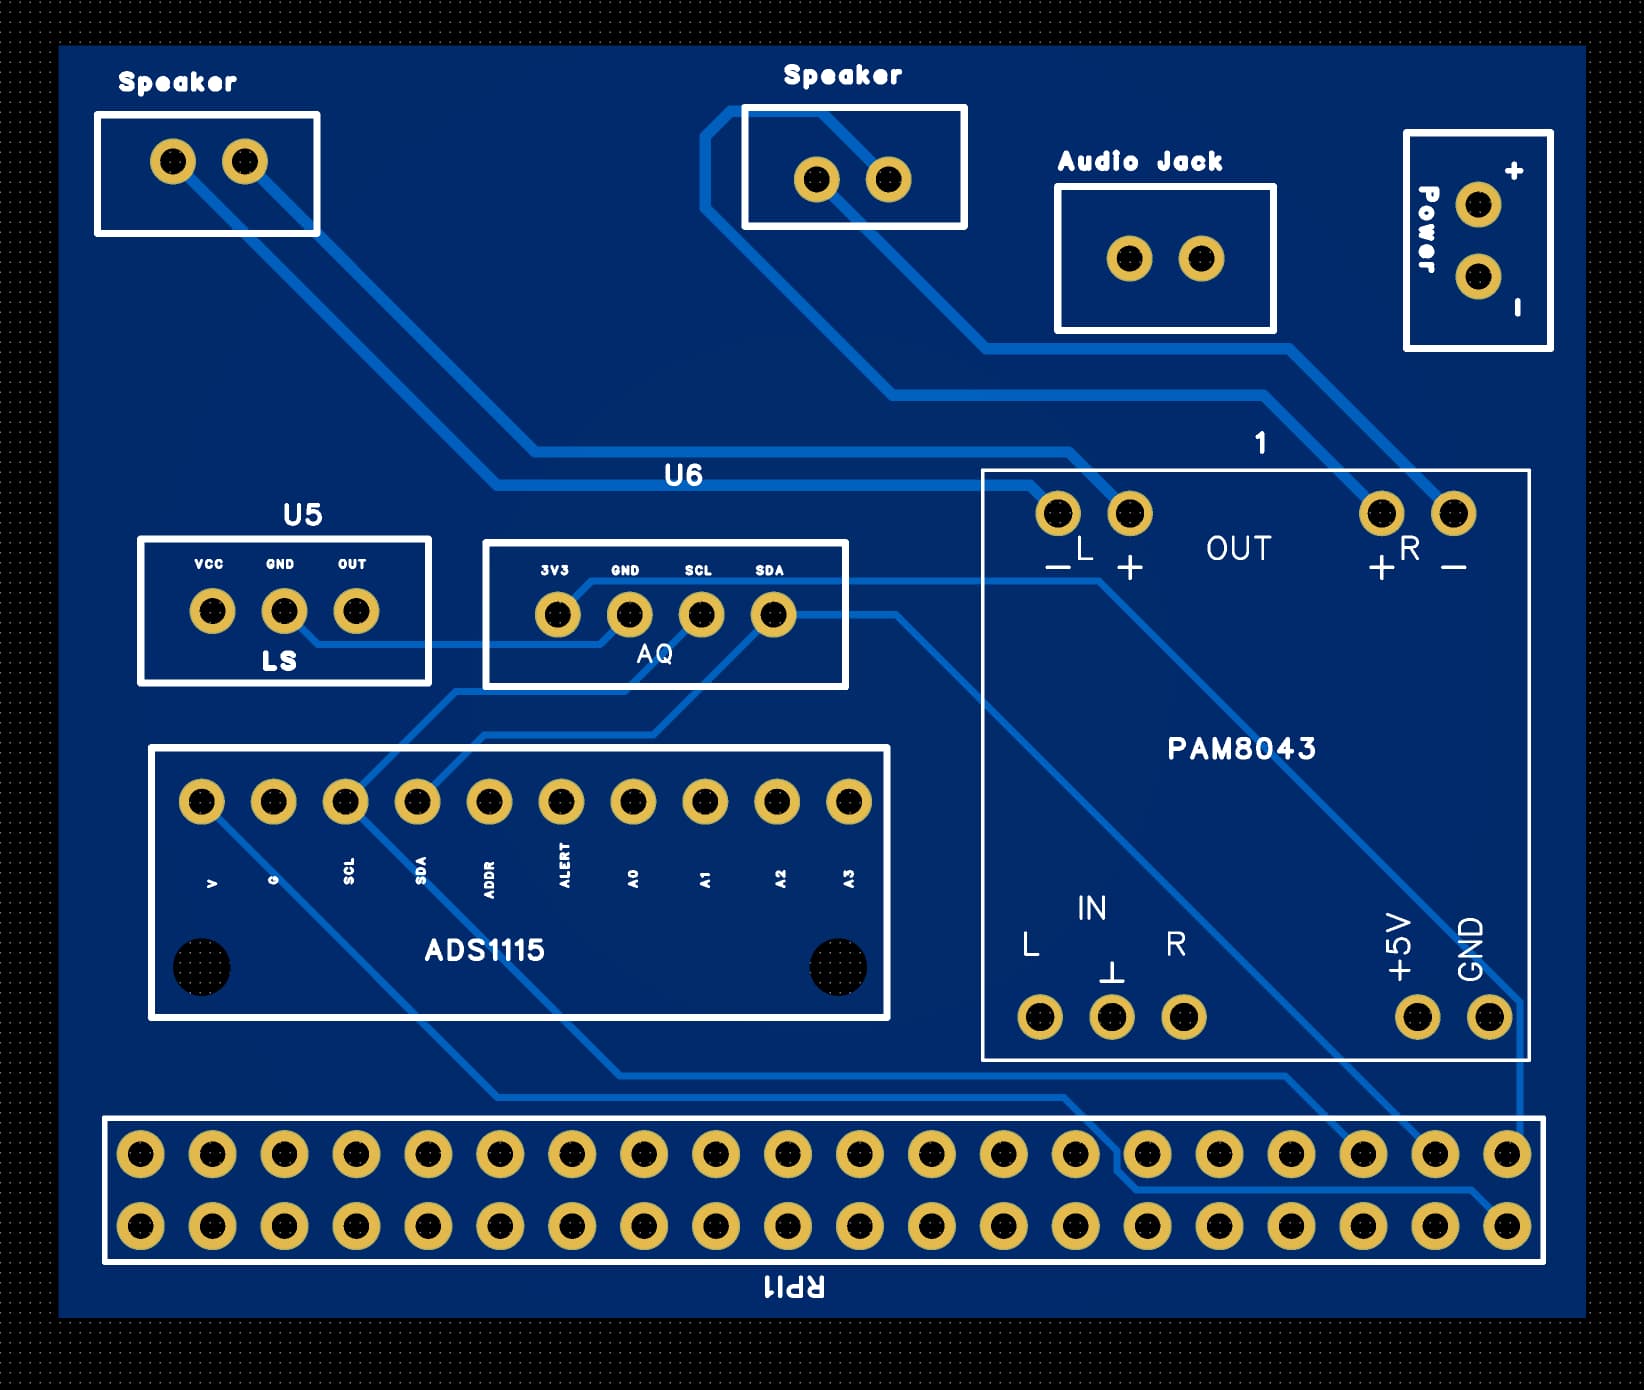 Speaker
Speaker
Audio Jack
Power
+
-
1
U6
U5
VCC GND OUT
LS
3V3 GND SCL SDA
AQ
L
- +
OUT
R
+ -
PAM8043
V G SCL SDA ADDR ALERT A0 A1 A2 A3
ADS1115
IN
L R
⊥
+5V GND
RPI1